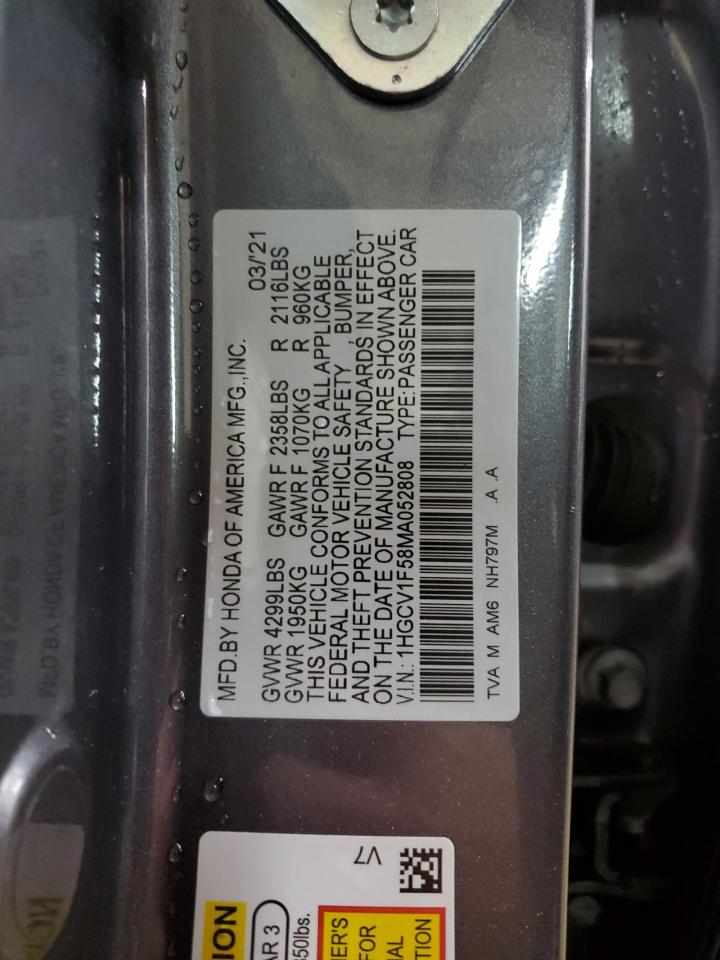 MFD.BY HONDA OF AMERICA MFG.,INC. 03/'21
GVWR 4299LBS GAWR F 2358LBS R 2116LBS
GVWR 1950KG GAWR F 1070KG R 960KG
THIS VEHICLE CONFORMS TO ALL APPLICABLE
FEDERAL MOTOR VEHICLE SAFETY , BUMPER,
AND THEFT PREVENTION STANDARDS IN EFFECT
ON THE DATE OF MANUFACTURE SHOWN ABOVE.
V.I.N.: 1HGCV1F58MA052808 TYPE:PASSENGER CAR
TVA M AM6 NH797M .A .A
V7
ION
AR 3
350lbs.
ER'S
FOR
AL
TION